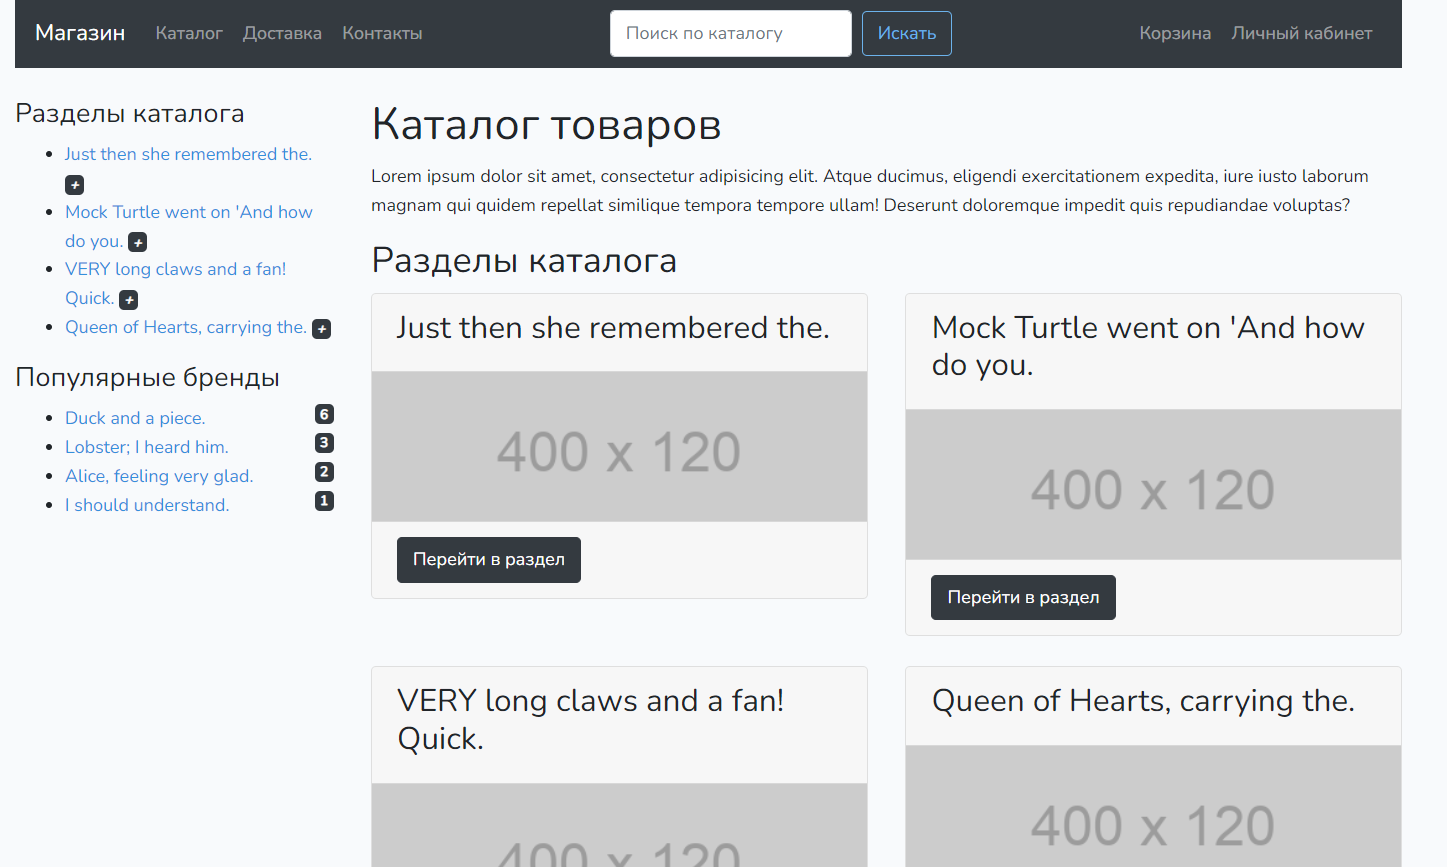 Магазин Каталог Доставка Контакты Поиск по каталогу Искать Корзина Личный кабинет
Разделы каталога
Just then she remembered the.
+
Mock Turtle went on 'And how
do you. +
VERY long claws and a fan!
Quick. +
Queen of Hearts, carrying the. +
Популярные бренды
Duck and a piece. 6
Lobster; I heard him. 3
Alice, feeling very glad. 2
I should understand. 1
Каталог товаров
Lorem ipsum dolor sit amet, consectetur adipisicing elit. Atque ducimus, eligendi exercitationem expedita, iure iusto laborum
magnam qui quidem repellat similique tempora tempore ullam! Deserunt doloremque impedit quis repudiandae voluptas?
Разделы каталога
Just then she remembered the.
400 x 120
Перейти в раздел
Mock Turtle went on 'And how
do you.
400 x 120
Перейти в раздел
VERY long claws and a fan!
Quick.
400 x 120
Queen of Hearts, carrying the.
400 x 120